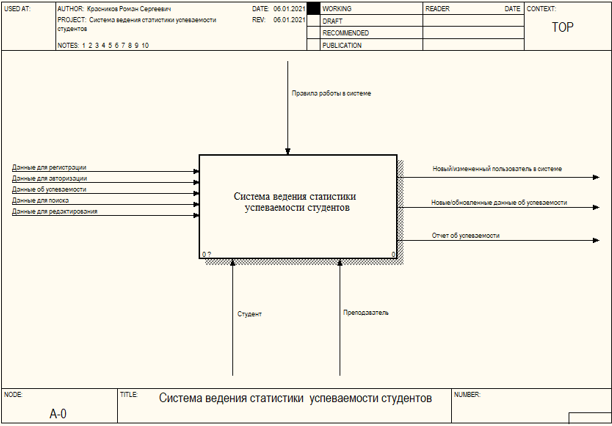 USED AT:
AUTHOR: Красников Роман Сергеевич
DATE: 06.01.2021
PROJECT: Система ведения статистики успеваемости
студентов
REV: 06.01.2021
NOTES: 1 2 3 4 5 6 7 8 9 10
WORKING
DRAFT
RECOMMENDED
PUBLICATION
READER DATE
CONTEXT:
TOP
Правила работы в системе
Данные для регистрации
Данные для авторизации
Данные об успеваемости
Данные для поиска
Данные для редактирования
Система ведения статистики
успеваемости студентов
0 ?
0
Новый/измененный пользователь в системе
Новые/обновленные данные об успеваемости
Отчет об успеваемости
Студент
Преподаватель
NODE:
A-0
TITLE:
Система ведения статистики успеваемости студентов
NUMBER: